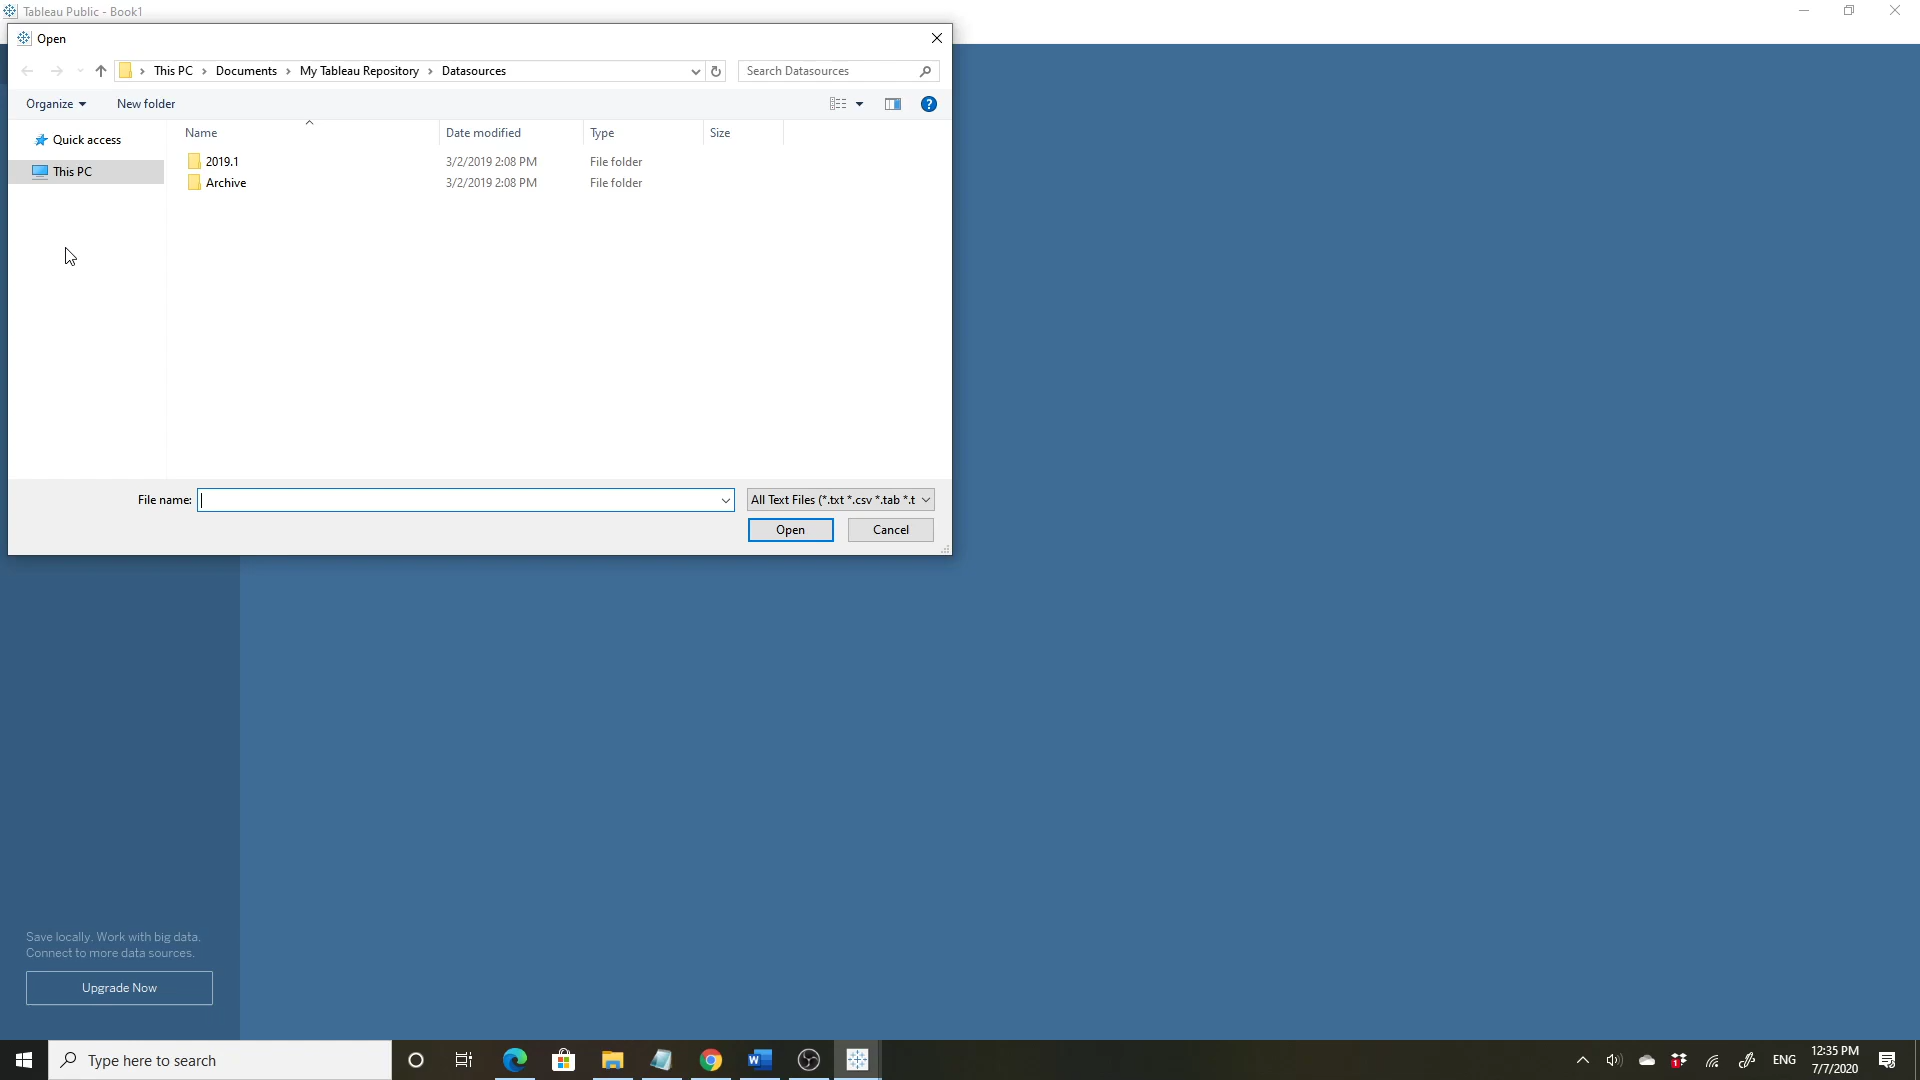 Tableau Public - Book1
Open
This PC > Documents > My Tableau Repository > Datasources
Search Datasources
Organize New folder
Name Date modified Type Size
Quick access
2019.1 3/2/2019 2:08 PM File folder
This PC
Archive 3/2/2019 2:08 PM File folder
File name: All Text Files (*.txt *.csv *.tab *.t
Open Cancel
Save locally. Work with big data.
Connect to more data sources.
Upgrade Now
Type here to search
ENG
12:35 PM
7/7/2020